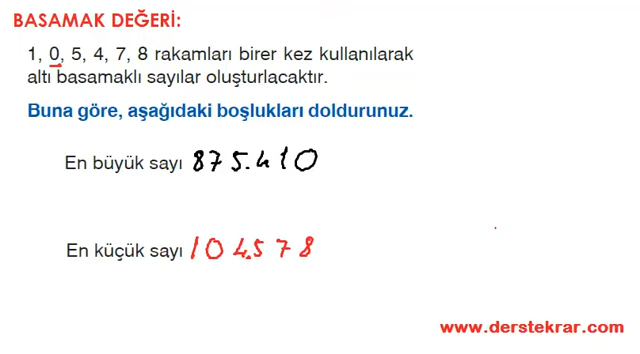 BASAMAK DEĞERİ:
1, 0, 5, 4, 7, 8 rakamları birer kez kullanılarak
altı basamaklı sayılar oluşturlacaktır.
Buna göre, aşağıdaki boşlukları doldurunuz.
En büyük sayı 875.410
En küçük sayı 104.578
www.derstekrar.com